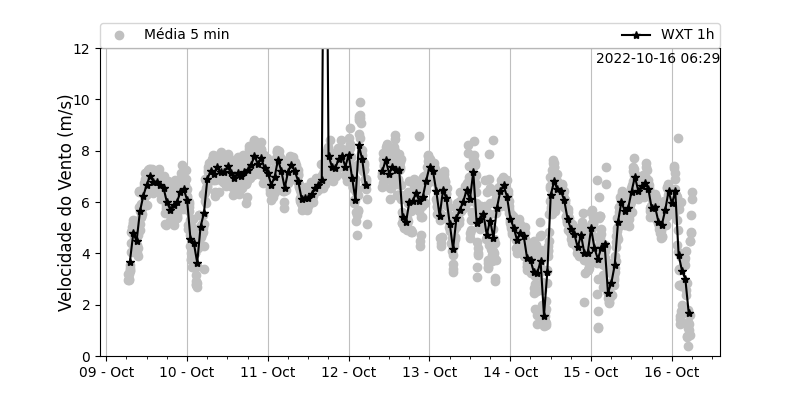 Média 5 min
WXT 1h
2022-10-16 06:29
Velocidade do Vento (m/s)
12
10
8
6
4
2
0
09 - Oct
10 - Oct
11 - Oct
12 - Oct
13 - Oct
14 - Oct
15 - Oct
16 - Oct